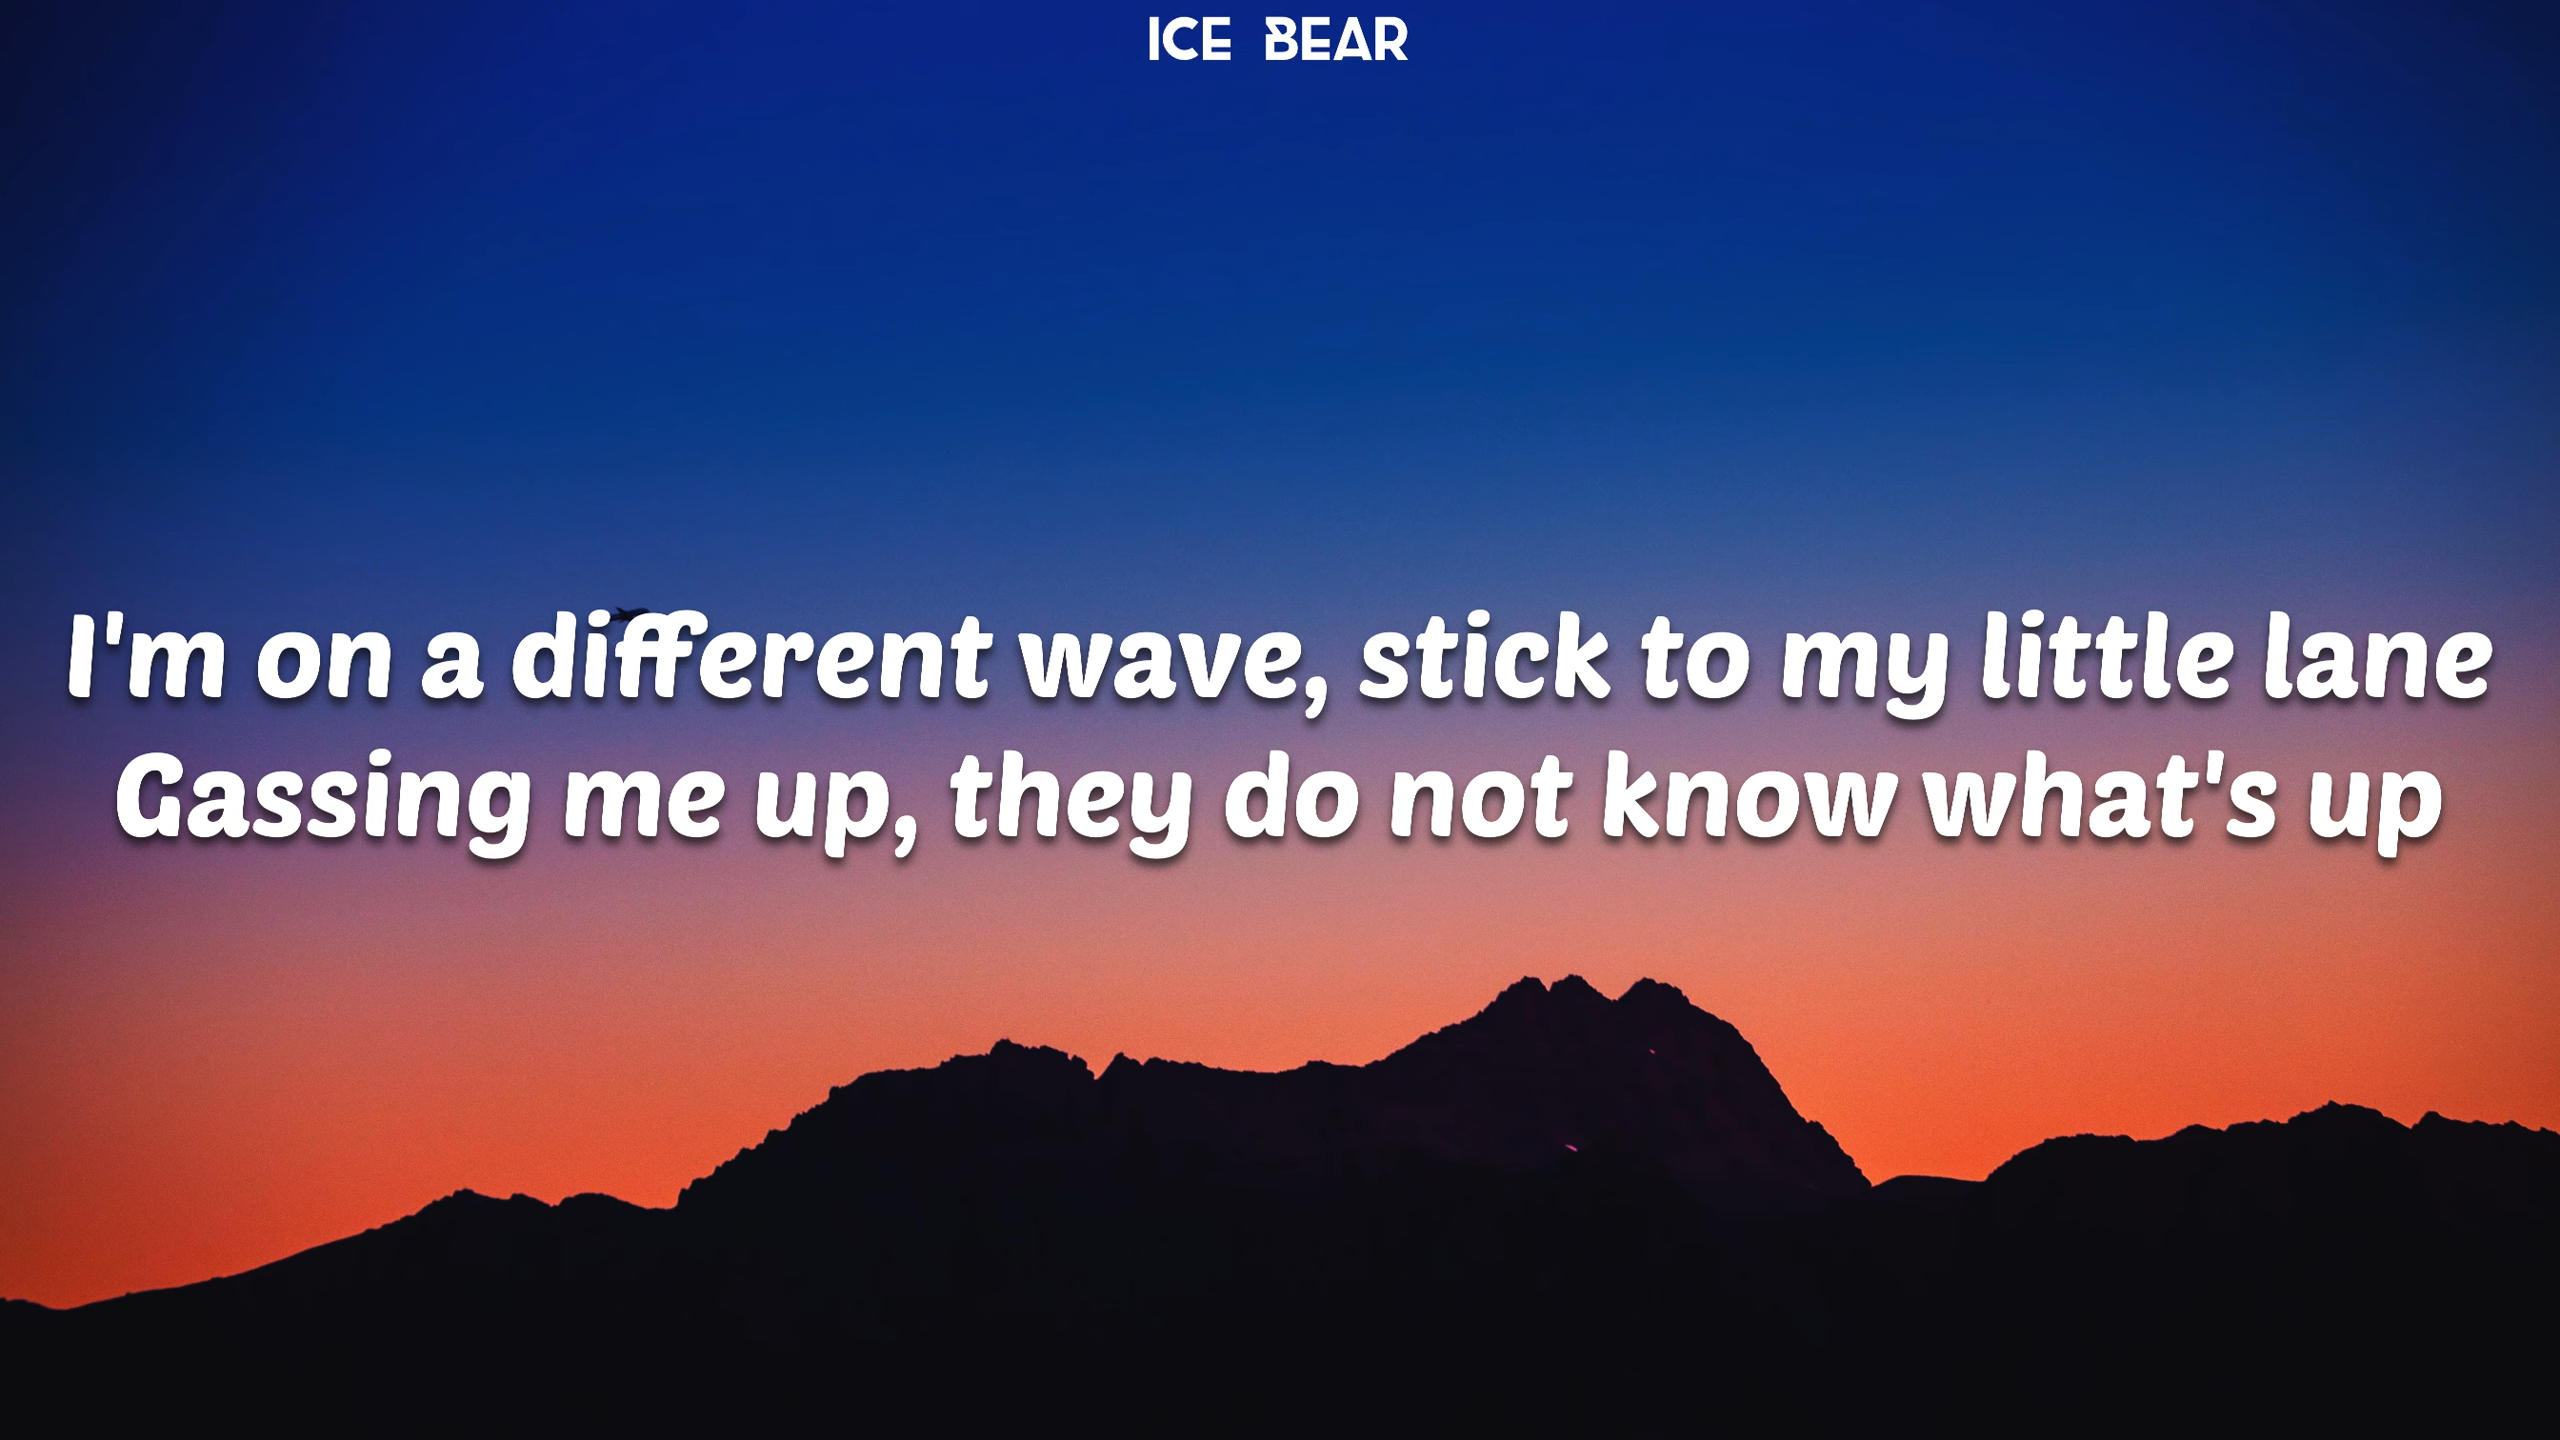 ICE BEAR
I'm on a different wave, stick to my little lane
Gassing me up, they do not know what's up